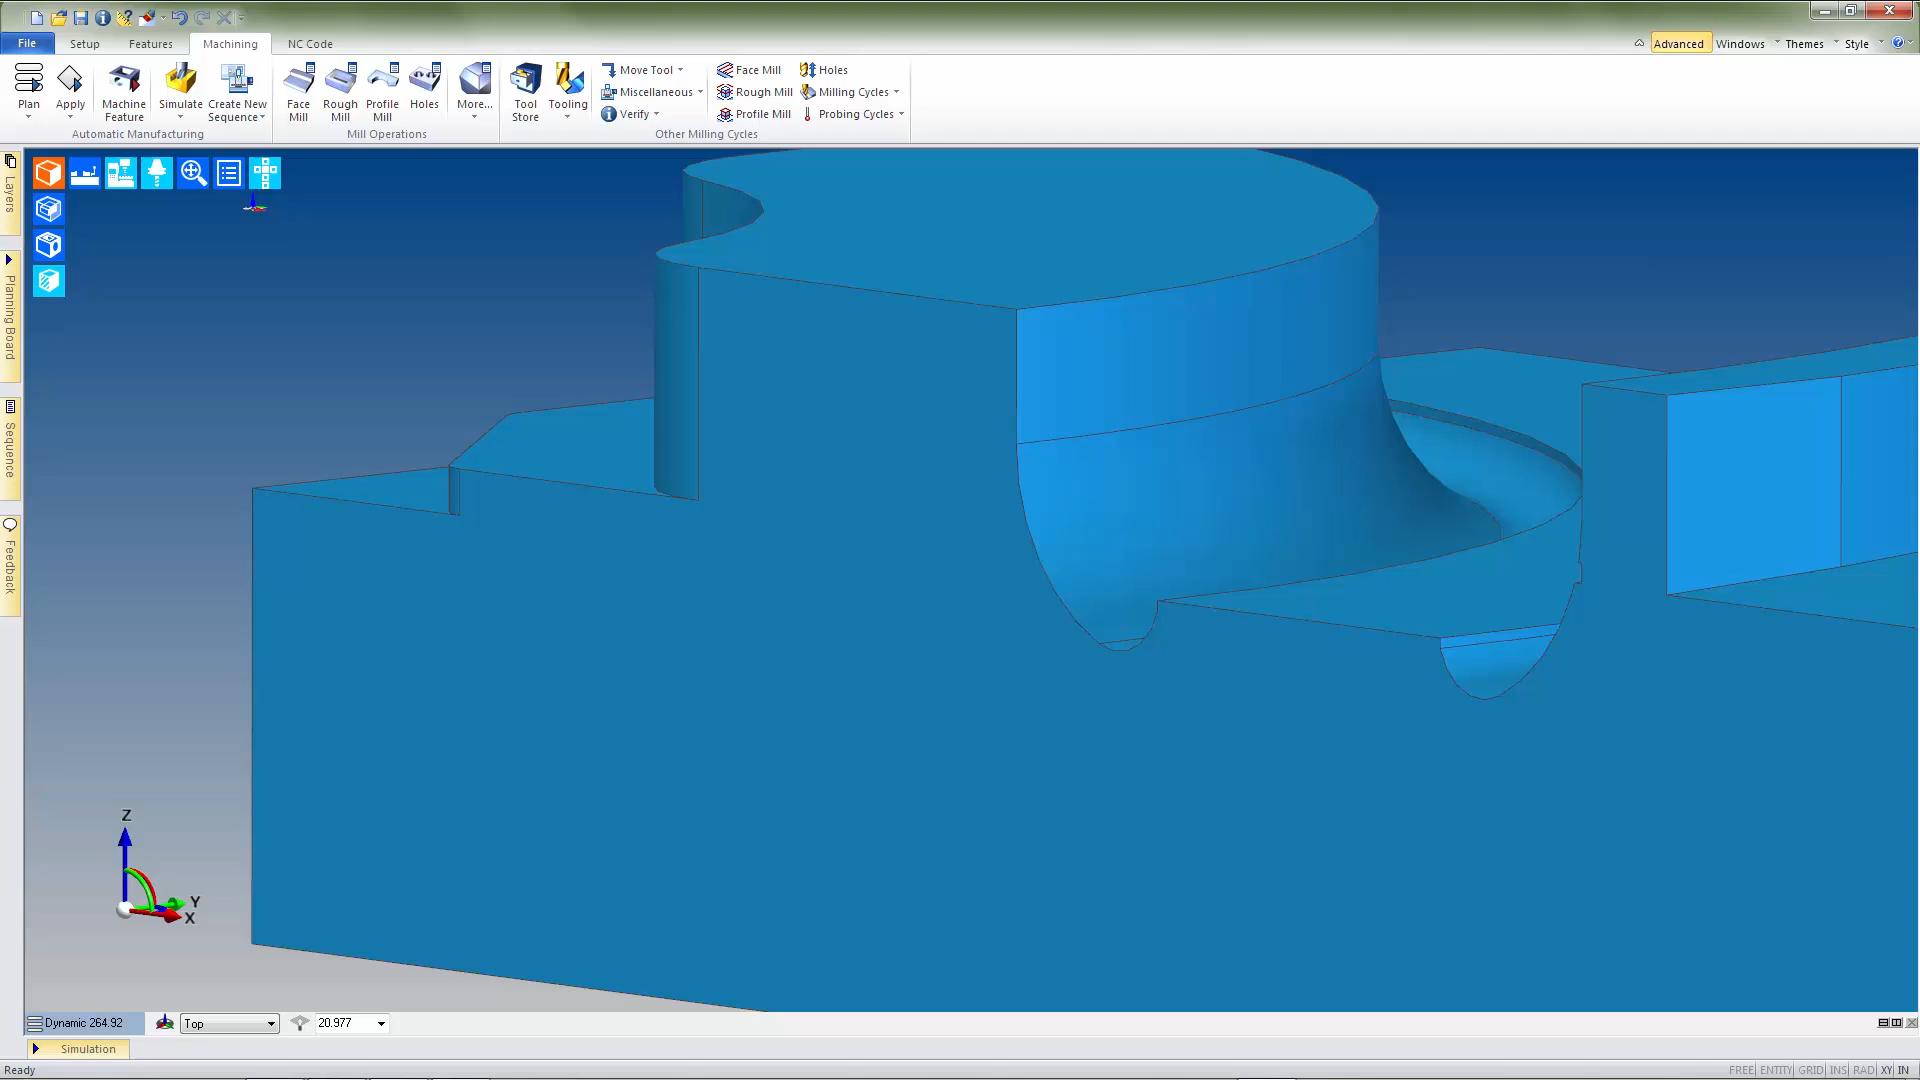 File Setup Features Machining NC Code Advanced Windows Themes Style
Move Tool Face Mill Holes
Miscellaneous Rough Mill Milling Cycles
Verify Profile Mill Probing Cycles
Plan Apply Machine Feature Simulate Create New Sequence Face Mill Rough Mill Profile Mill Holes More... Tool Store Tooling
Automatic Manufacturing Mill Operations Other Milling Cycles
Layers
Planning Board
Sequence
Feedback
Z
Y
X
Dynamic 264.92 Top 20.977
Simulation
Ready FREE ENTITY GRID INS RAD XY IN